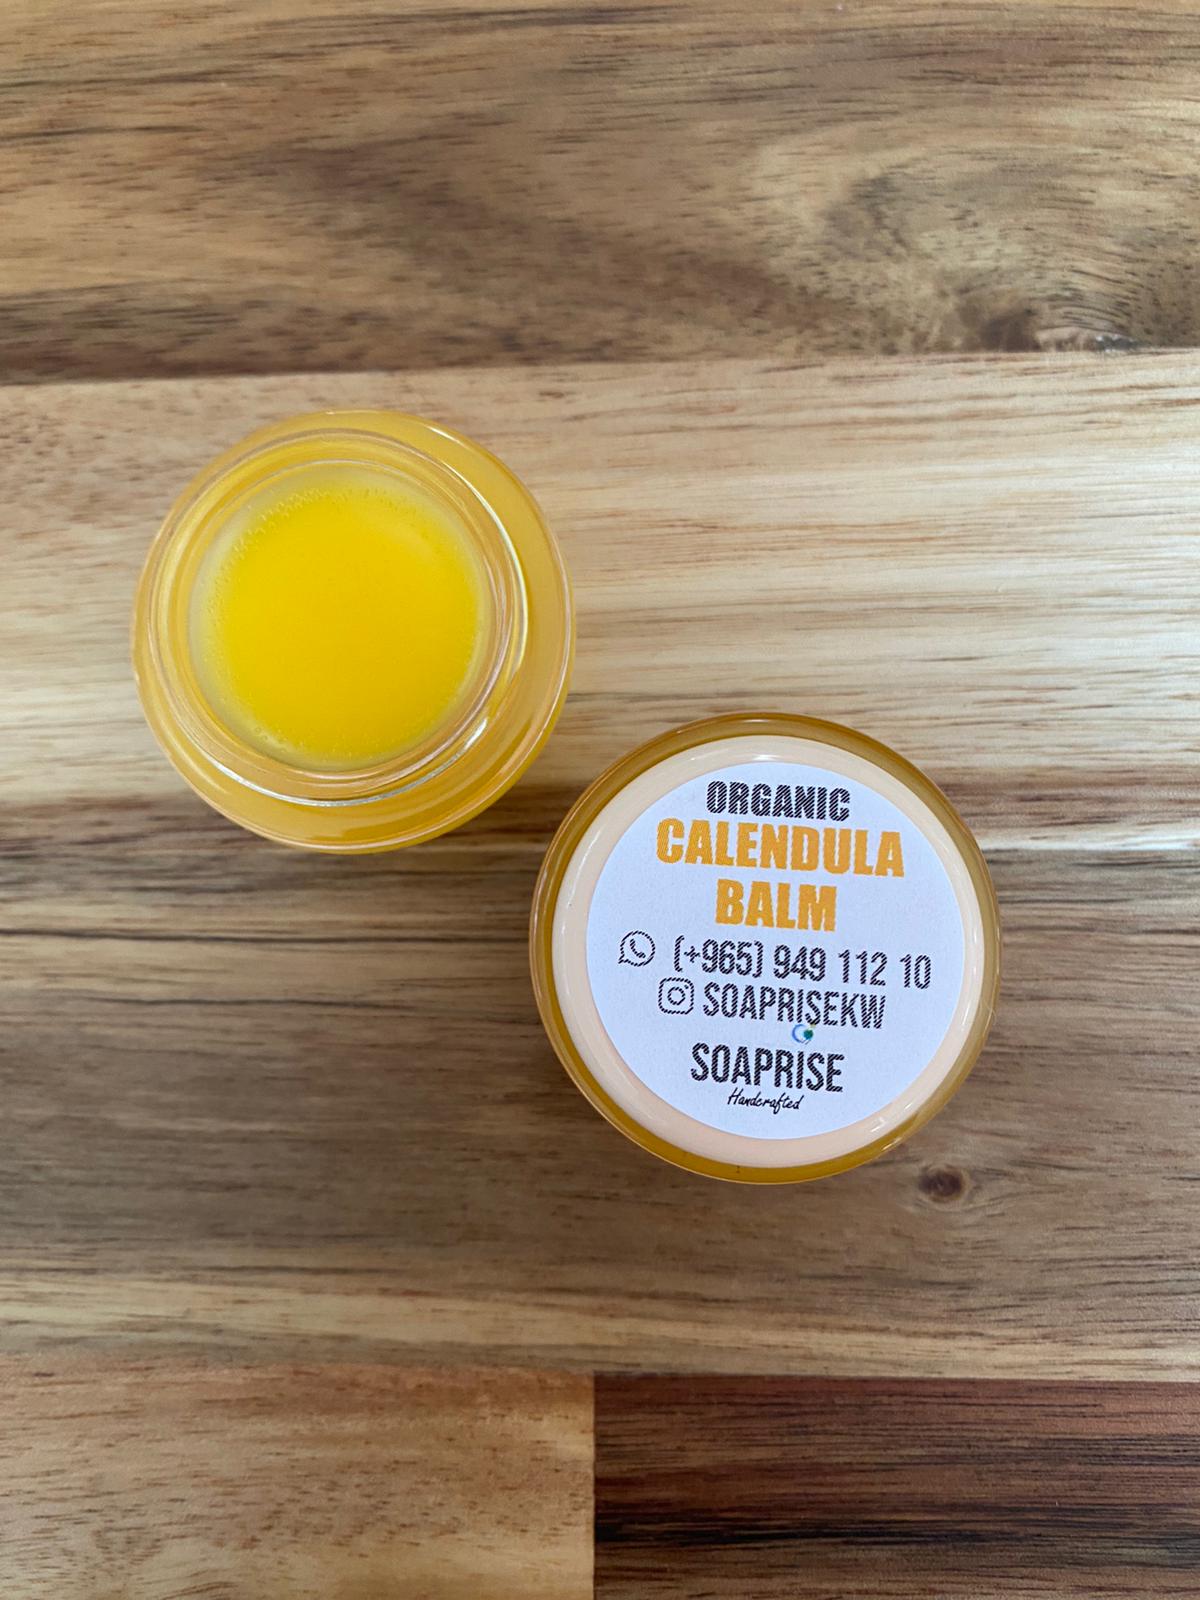 ORGANIC
CALENDULA
BALM
(+965) 949 112 10
SOAPRISEKW
SOAPRISE
Handcrafted